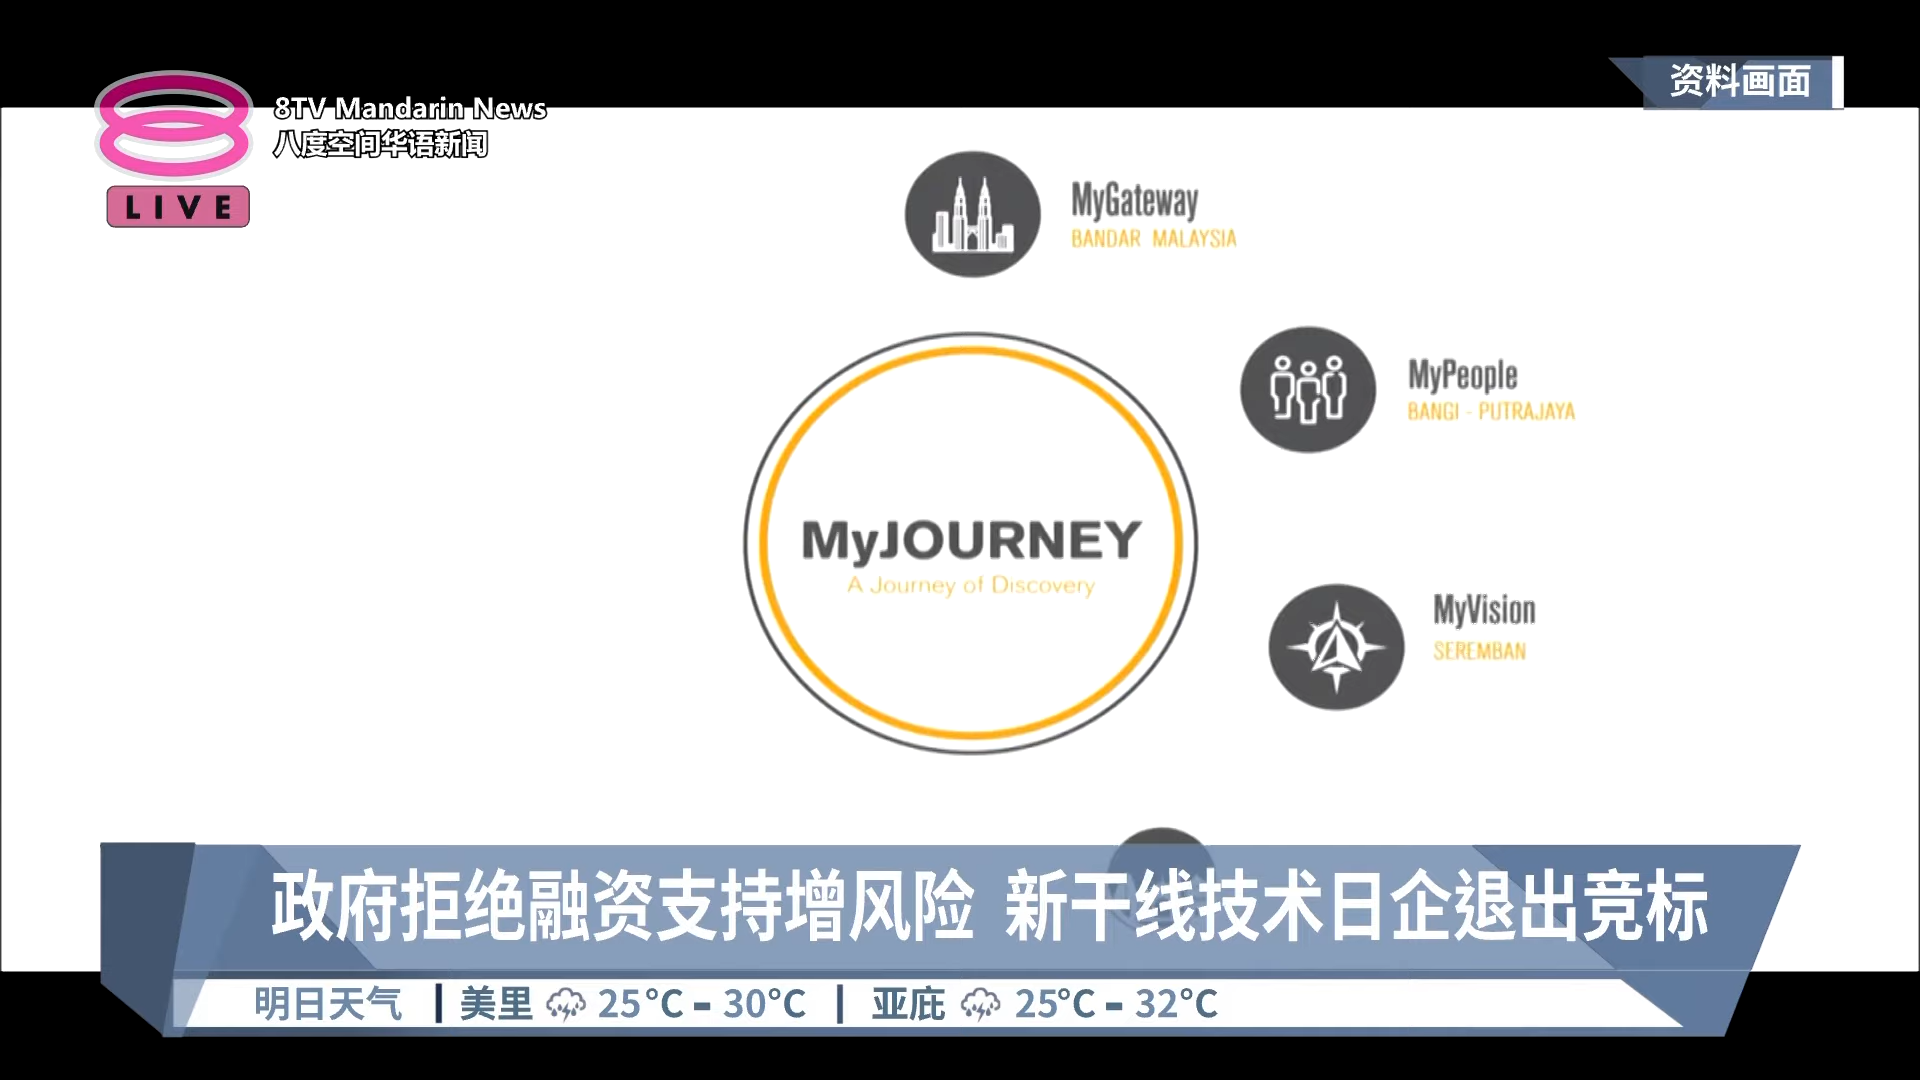 资料画面
8TV Mandarin News
八度空间华语新闻
LIVE
MyGateway
BANDAR MALAYSIA
MyPeople
BANGI - PUTRAJAYA
MyJOURNEY
A Journey of Discovery
MyVision
SEREMBAN
政府拒绝融资支持增风险 新干线技术日企退出竞标
明日天气 | 美里 25°C - 30°C | 亚庇 25°C - 32°C